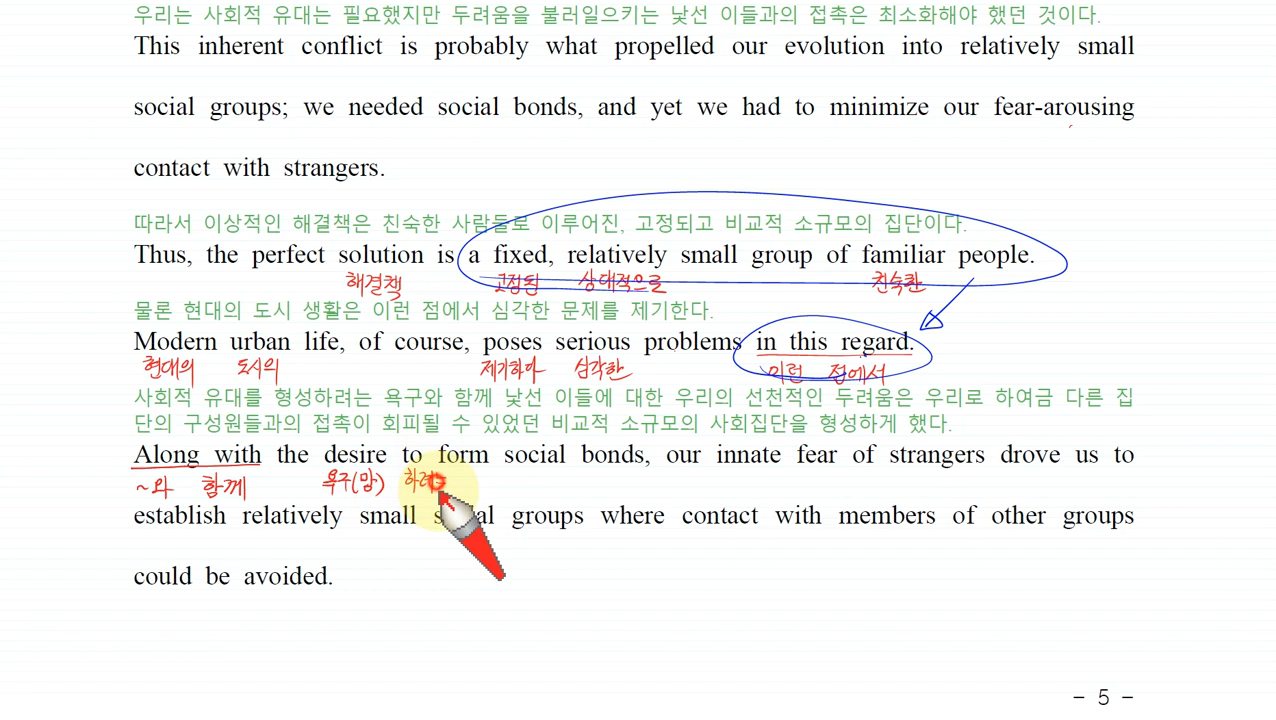 우리는 사회적 유대는 필요했지만 두려움을 불러일으키는 낯선 이들과의 접촉은 최소화해야 했던 것이다.
This inherent conflict is probably what propelled our evolution into relatively small
social groups; we needed social bonds, and yet we had to minimize our fear-arousing
contact with strangers.
따라서 이상적인 해결책은 친숙한 사람들로 이루어진, 고정되고 비교적 소규모의 집단이다.
Thus, the perfect solution is a fixed, relatively small group of familiar people.
해결책 고정된 상대적으로 친숙한
물론 현대의 도시 생활은 이런 점에서 심각한 문제를 제기한다.
Modern urban life, of course, poses serious problems in this regard.
현대의 도시의 제기하다 심각한 이런 점에서
사회적 유대를 형성하려는 욕구와 함께 낯선 이들에 대한 우리의 선천적인 두려움은 우리로 하여금 다른 집
단의 구성원들과의 접촉이 회피될 수 있었던 비교적 소규모의 사회집단을 형성하게 했다.
Along with the desire to form social bonds, our innate fear of strangers drove us to
~와 함께 욕구(망) 하려
establish relatively small social groups where contact with members of other groups
could be avoided.
- 5 -